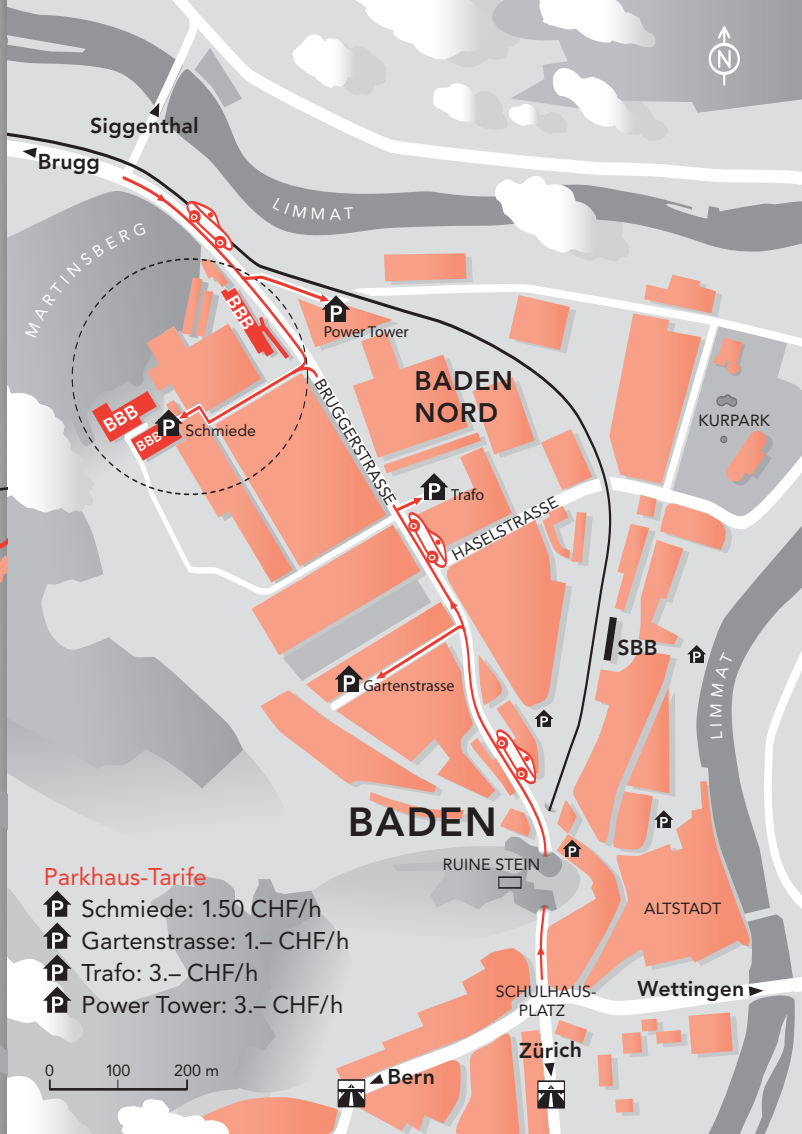 N
Siggenthal
Brugg
LIMMAT
MARTINSBERG
BBB
P
Power Tower
BADEN
NORD
BRUGGERSTRASSE
KURPARK
BBB
BBB
P
Schmiede
P
Trafo
HASELSTRASSE
SBB
P
LIMMAT
P
Gartenstrasse
P
BADEN
P
P
RUINE STEIN
ALTSTADT
Parkhaus-Tarife
P Schmiede: 1.50 CHF/h
P Gartenstrasse: 1.– CHF/h
P Trafo: 3.– CHF/h
P Power Tower: 3.– CHF/h
SCHULHAUS-
PLATZ
Wettingen
Zürich
Bern
0 100 200 m